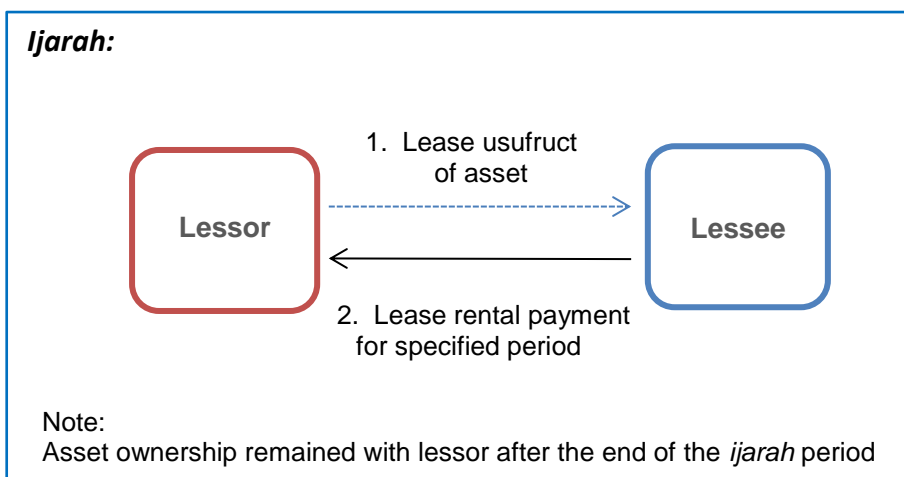 Ijarah:
1. Lease usufruct
of asset
Lessor
Lessee
2. Lease rental payment
for specified period
Note:
Asset ownership remained with lessor after the end of the ijarah period